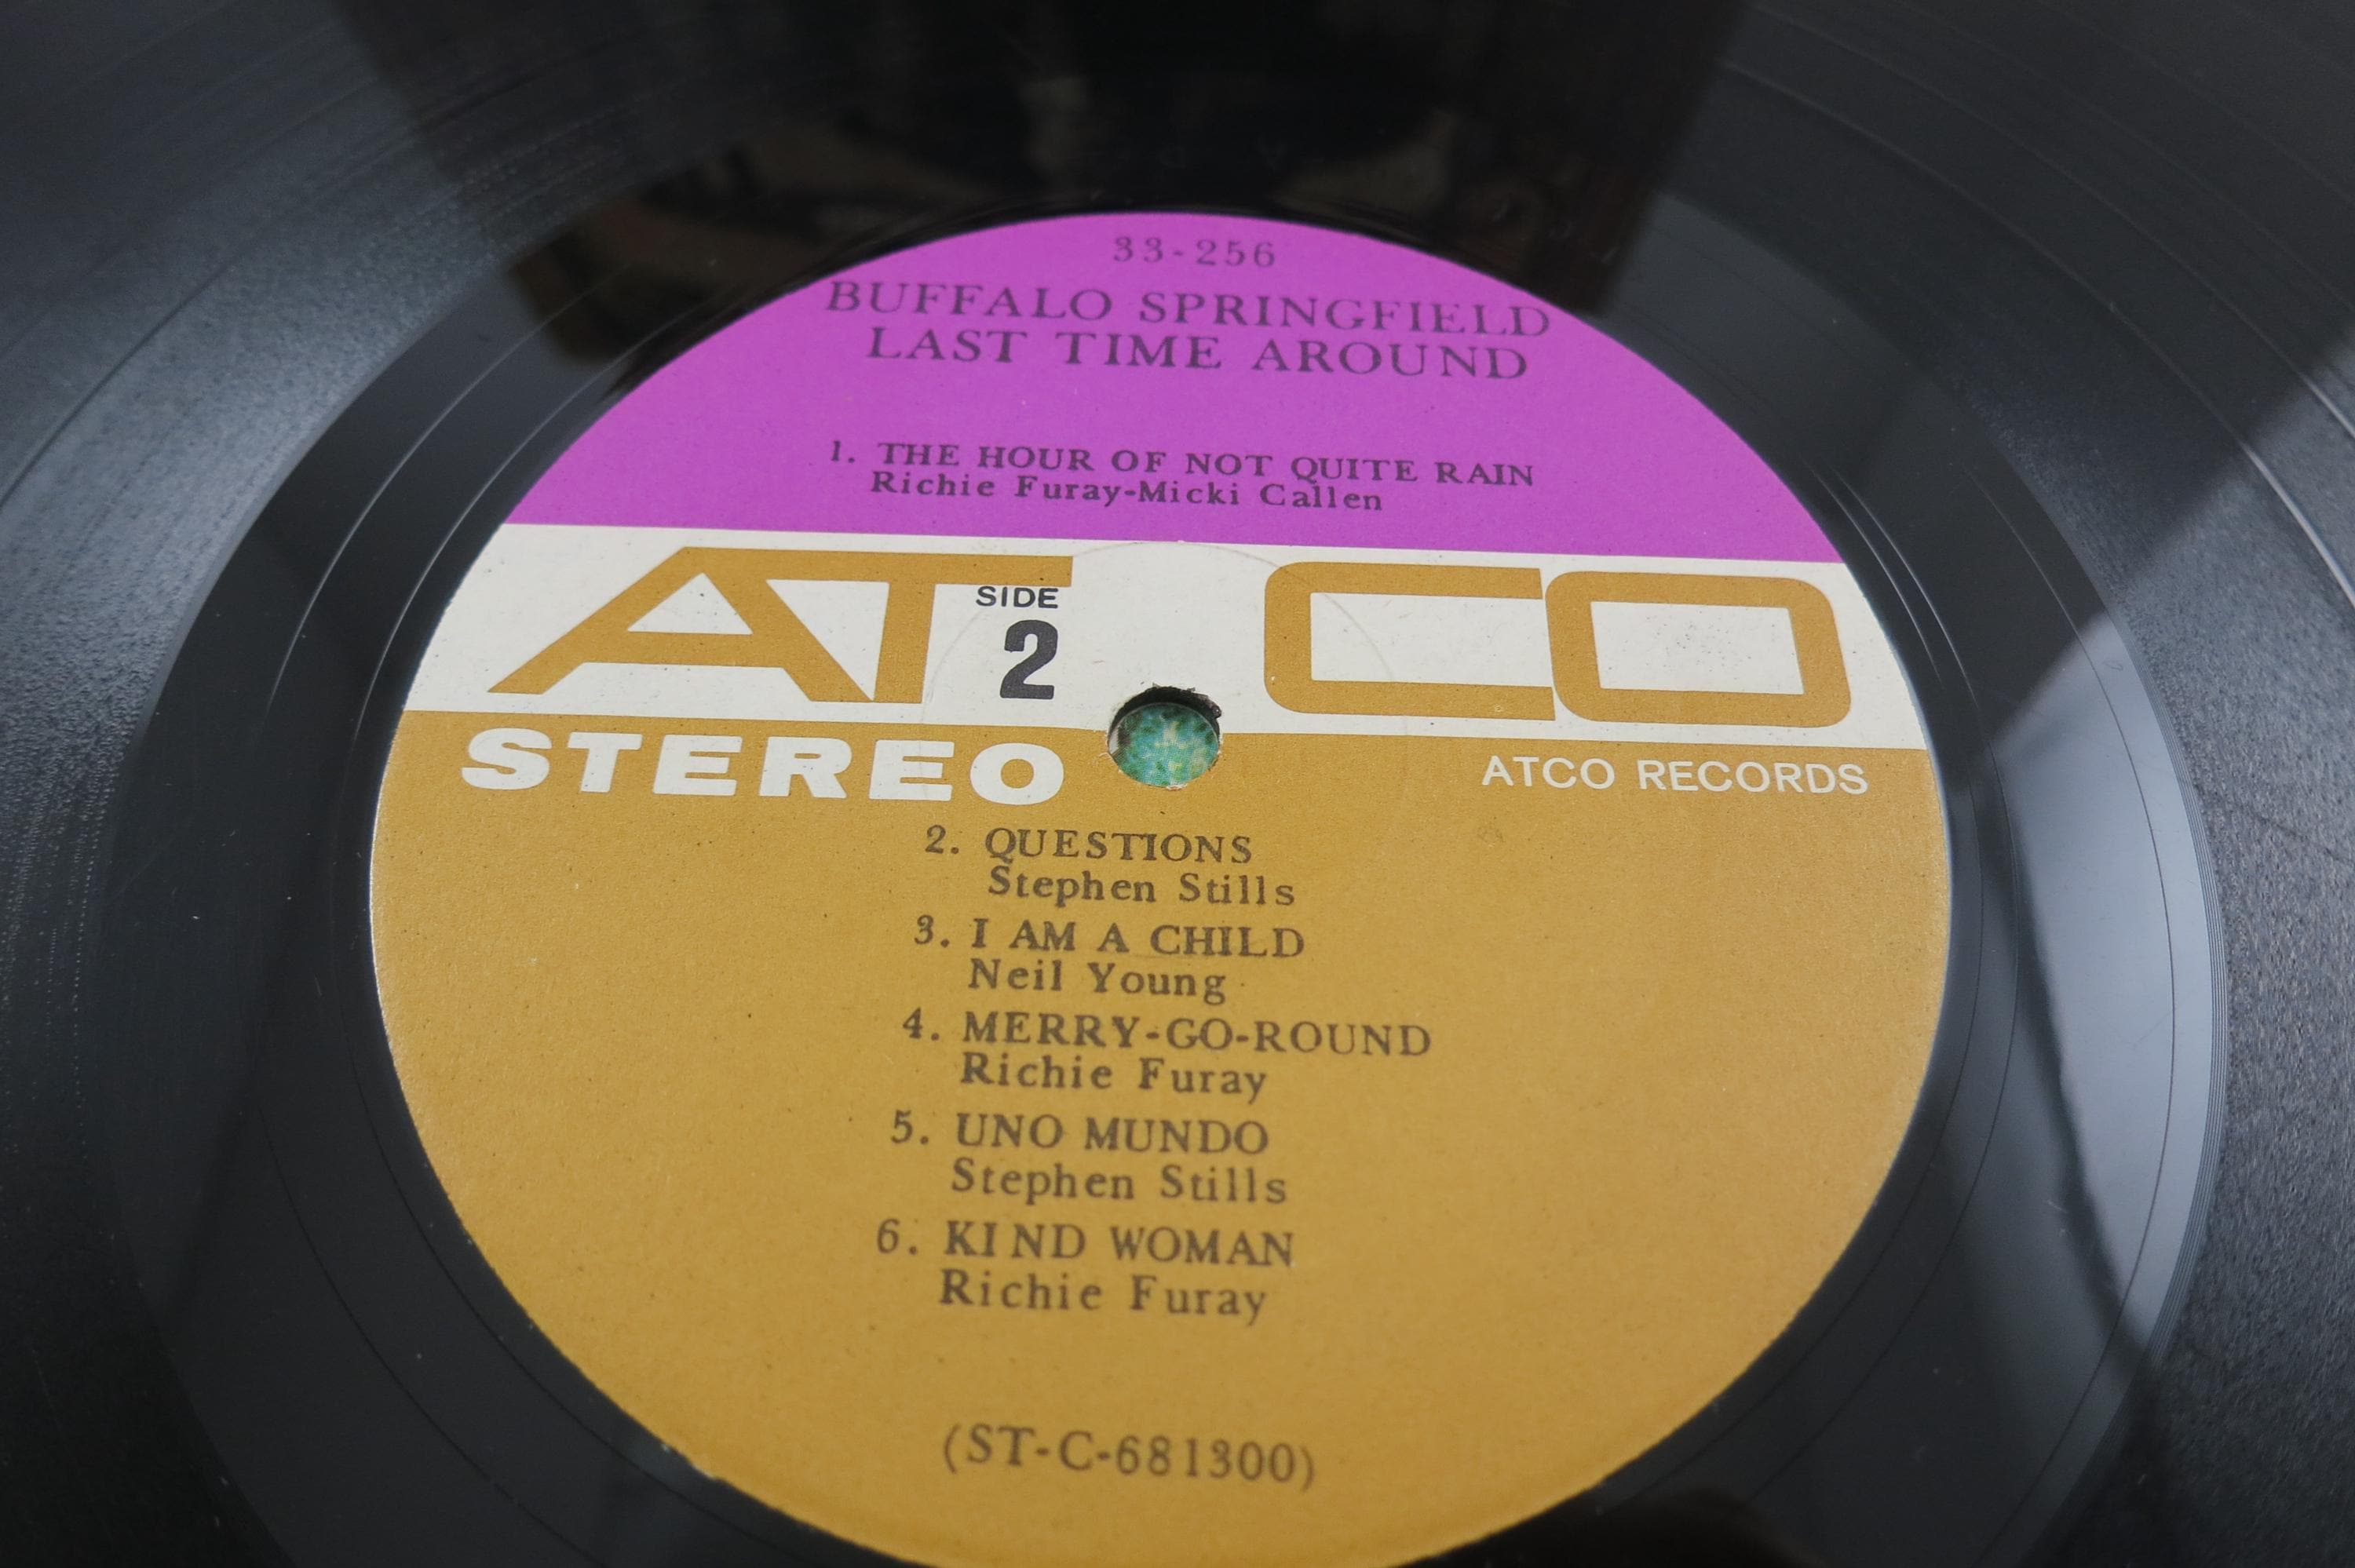 33-256
BUFFALO SPRINGFIELD
LAST TIME AROUND
1. THE HOUR OF NOT QUITE RAIN
Richie Furay-Micki Callen
ATCO
SIDE
2
STEREO
ATCO RECORDS
2. QUESTIONS
Stephen Stills
3. I AM A CHILD
Neil Young
4. MERRY-GO-ROUND
Richie Furay
5. UNO MUNDO
Stephen Stills
6. KIND WOMAN
Richie Furay
(ST-C-681300)